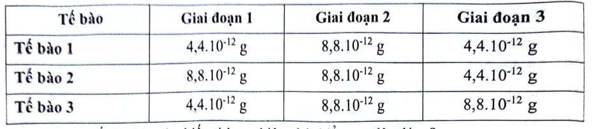 Tế bào Giai đoạn 1 Giai đoạn 2 Giai đoạn 3
Tế bào 1 4,4.10⁻¹² g 8,8.10⁻¹² g 4,4.10⁻¹² g
Tế bào 2 8,8.10⁻¹² g 8,8.10⁻¹² g 4,4.10⁻¹² g
Tế bào 3 4,4.10⁻¹² g 8,8.10⁻¹² g 8,8.10⁻¹² g